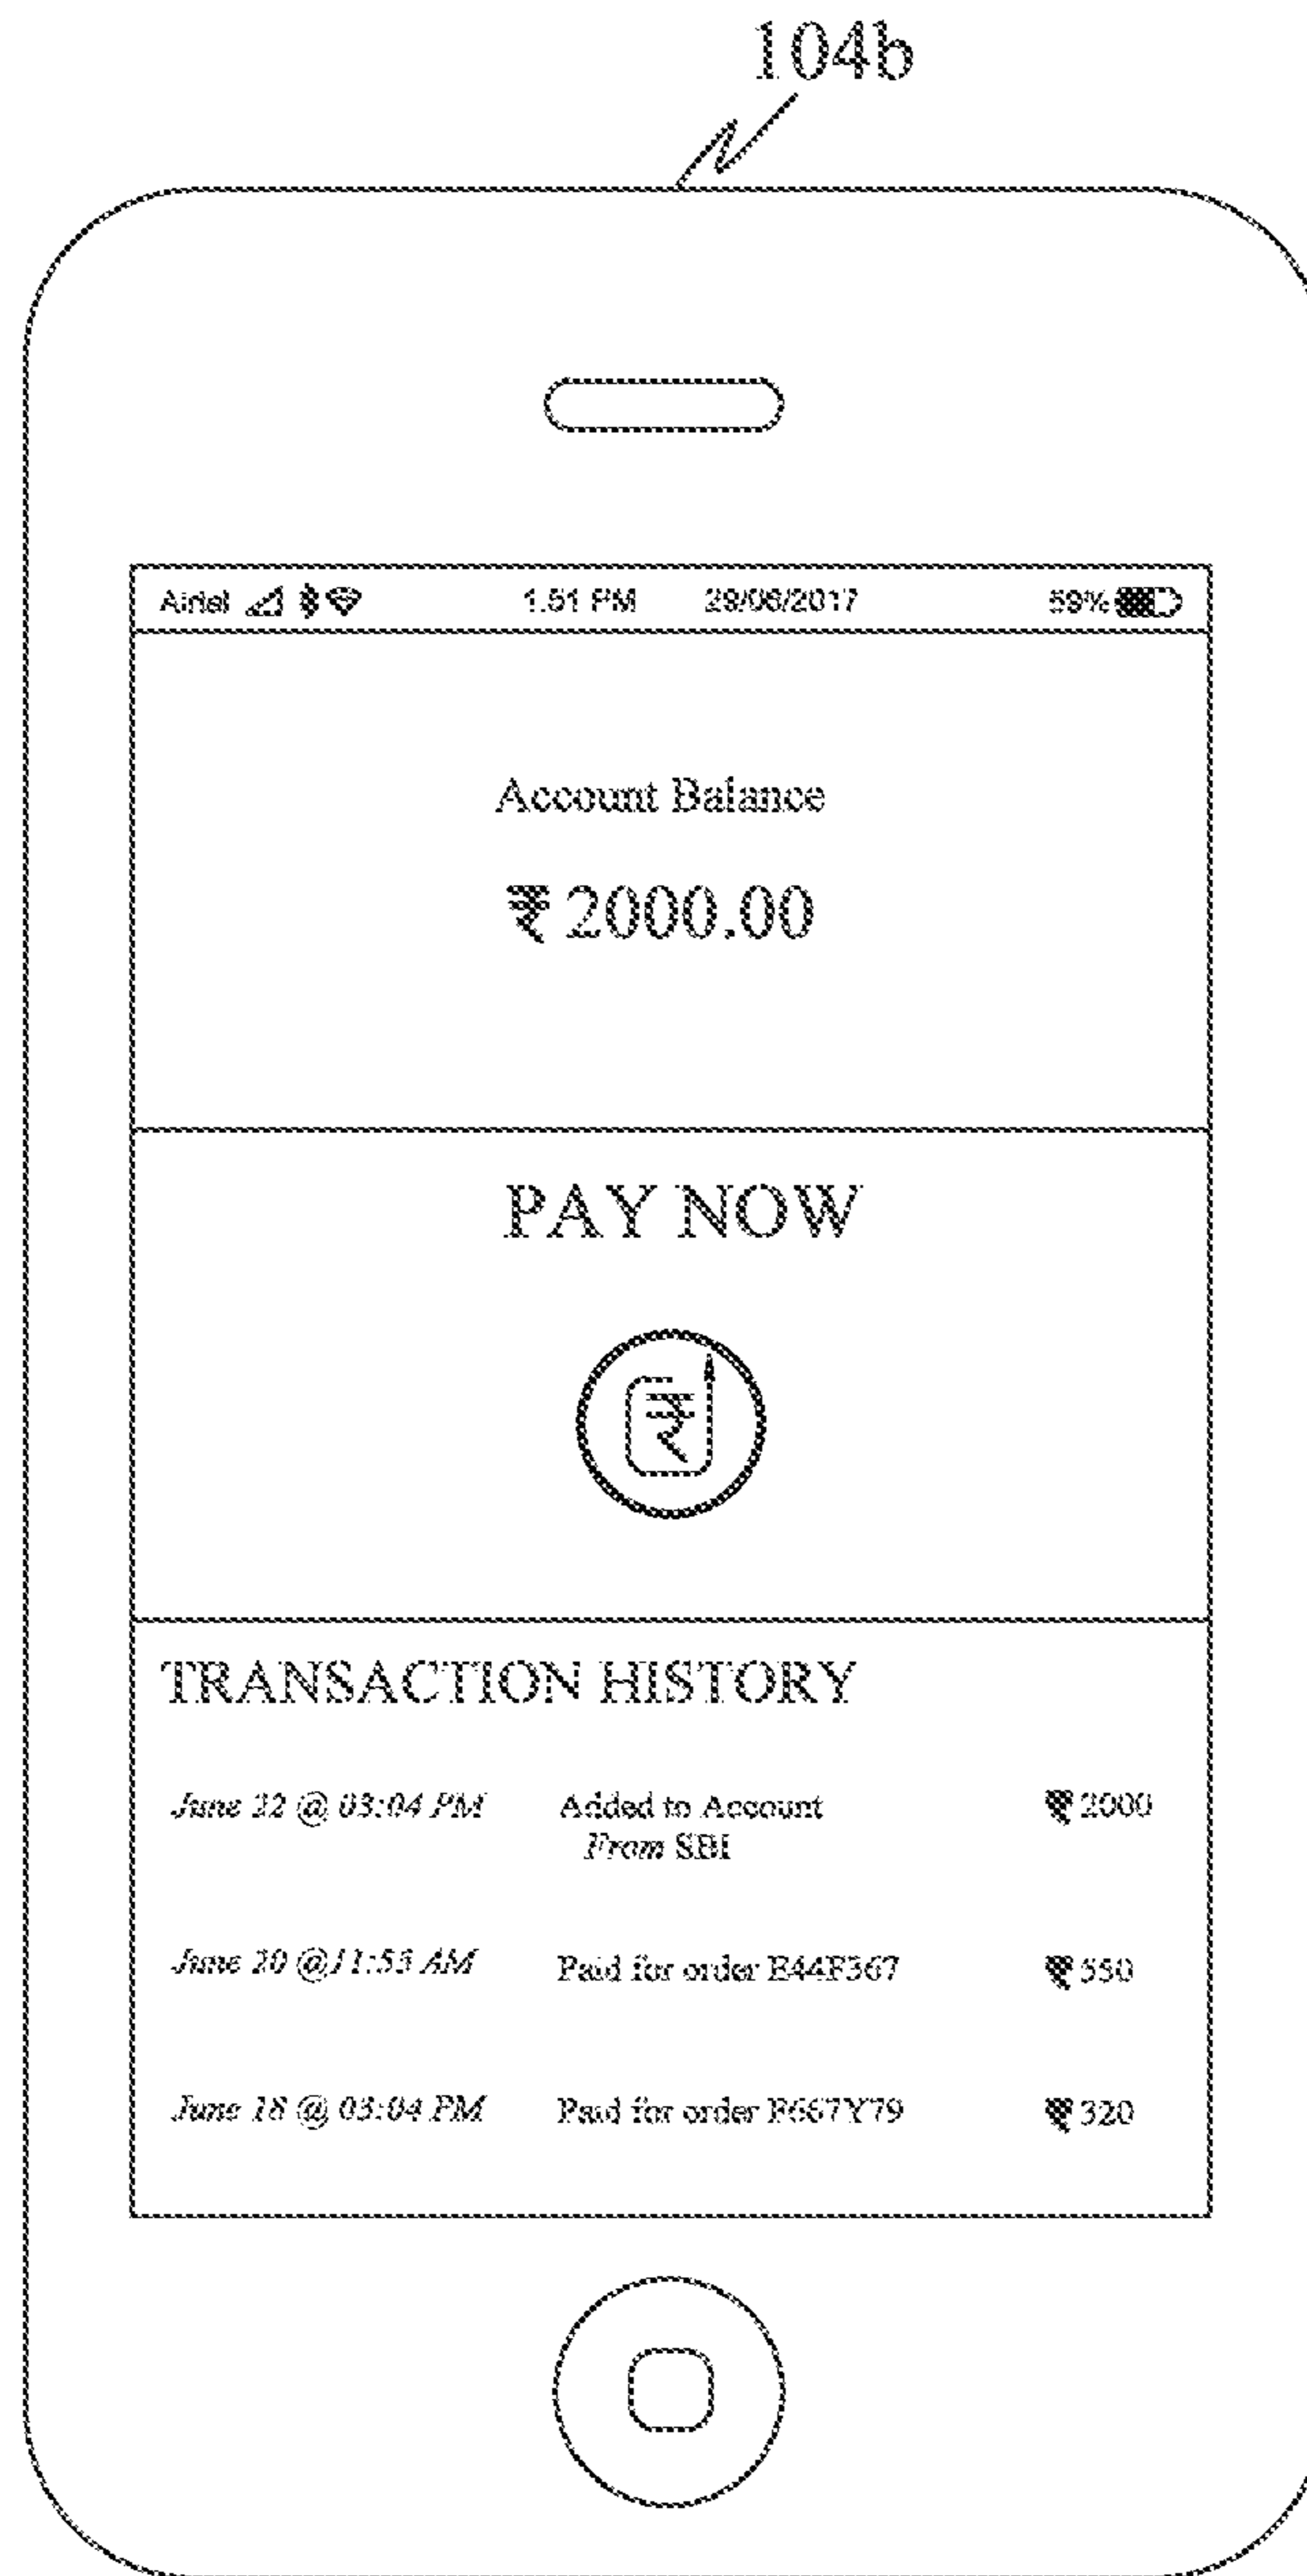 104b
Airtel 1.51 PM 29/06/2017 59%
Account Balance
₹ 2000.00
PAY NOW
₹
TRANSACTION HISTORY
June 22 @ 03:04 PM Added to Account ₹ 2000
From SBI
June 20 @11:53 AM Paid for order E44F367 ₹ 550
June 18 @ 03:04 PM Paid for order F667Y79 ₹ 320